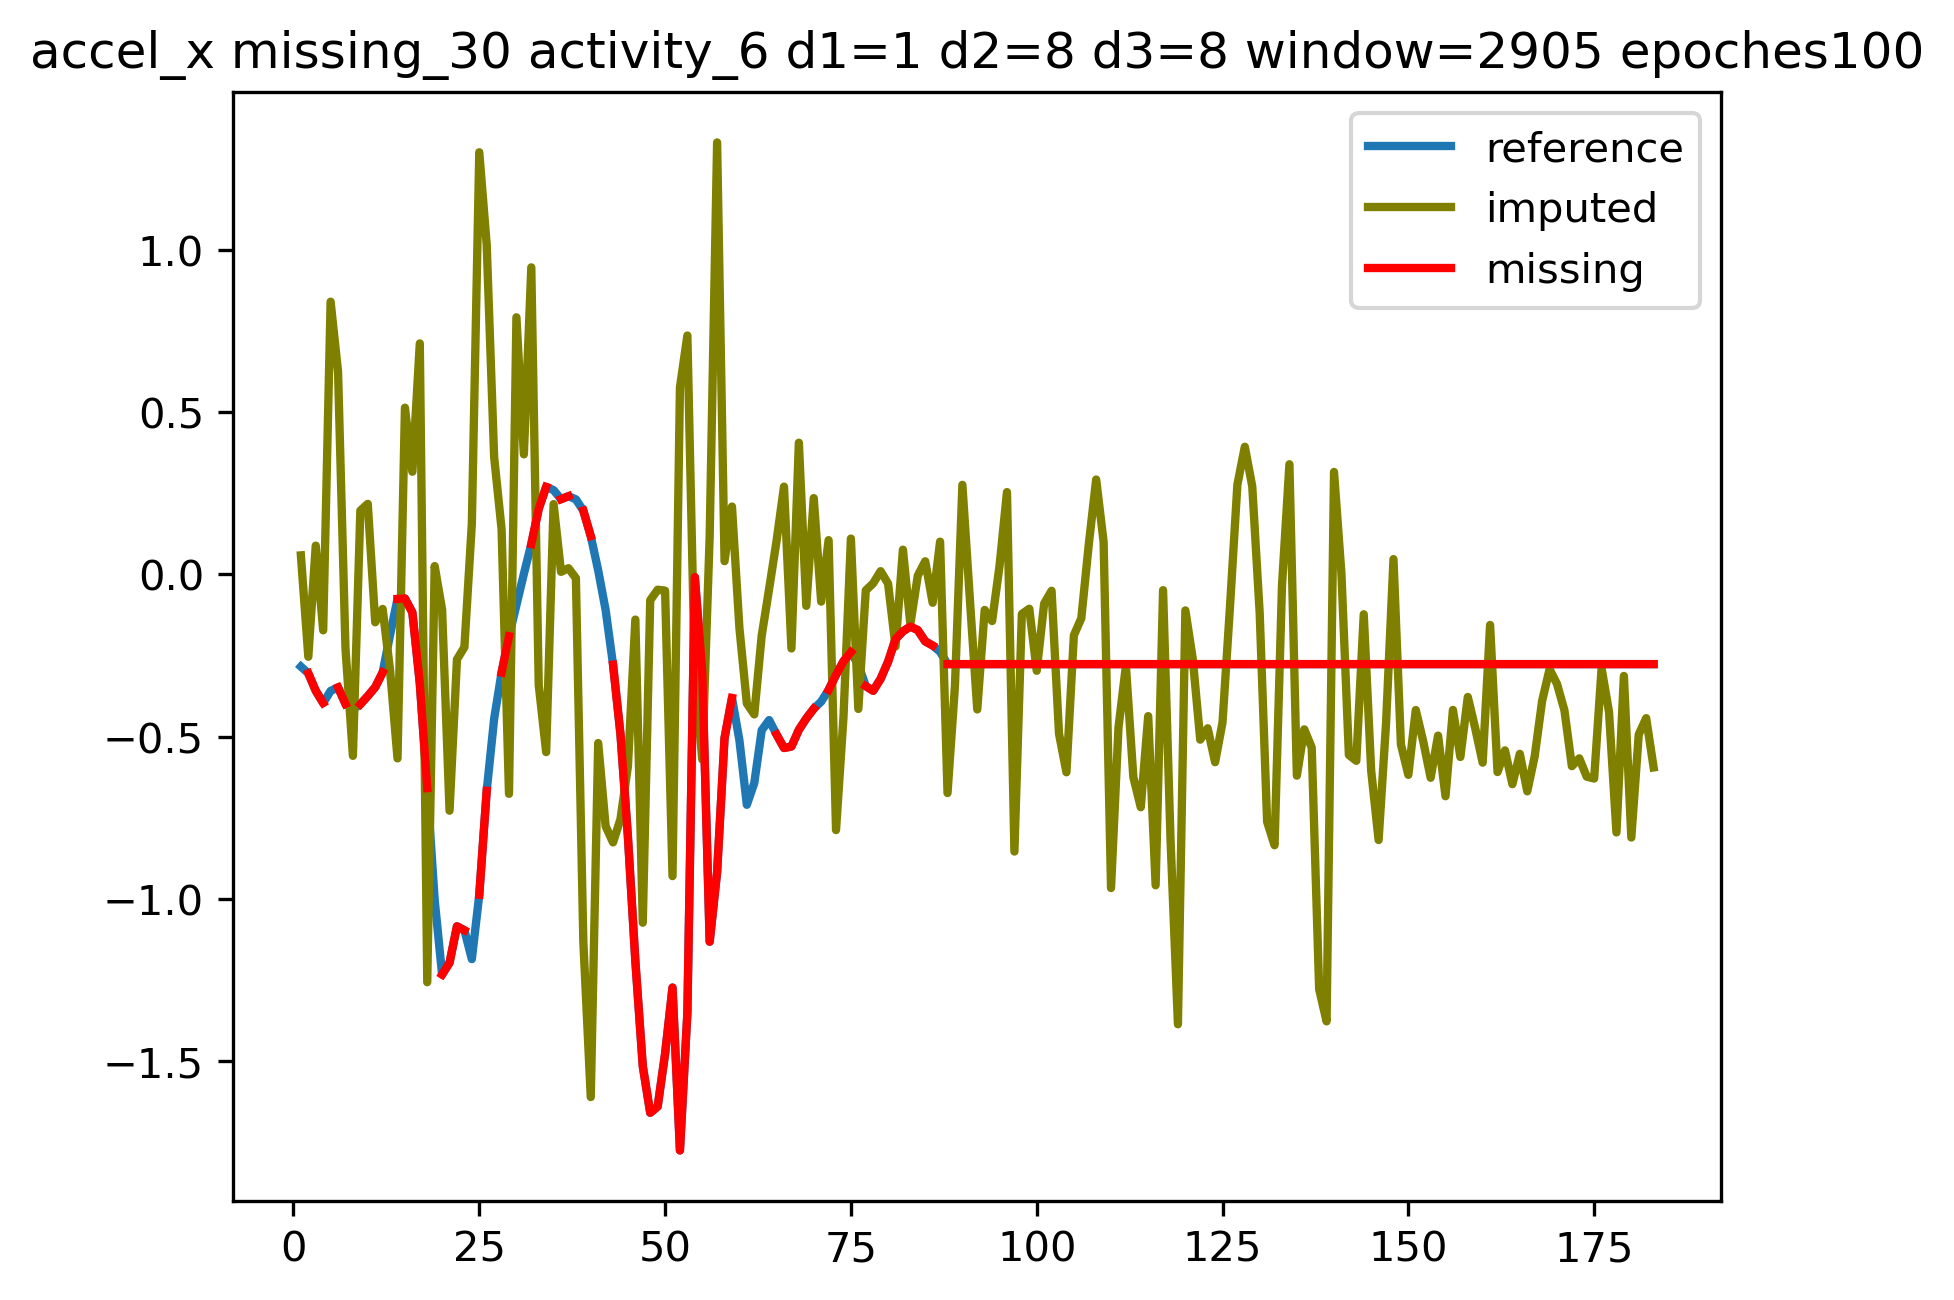 accel_x missing_30 activity_6 d1=1 d2=8 d3=8 window=2905 epoches100
reference
imputed
missing
1.0
0.5
0.0
−0.5
−1.0
−1.5
0 25 50 75 100 125 150 175